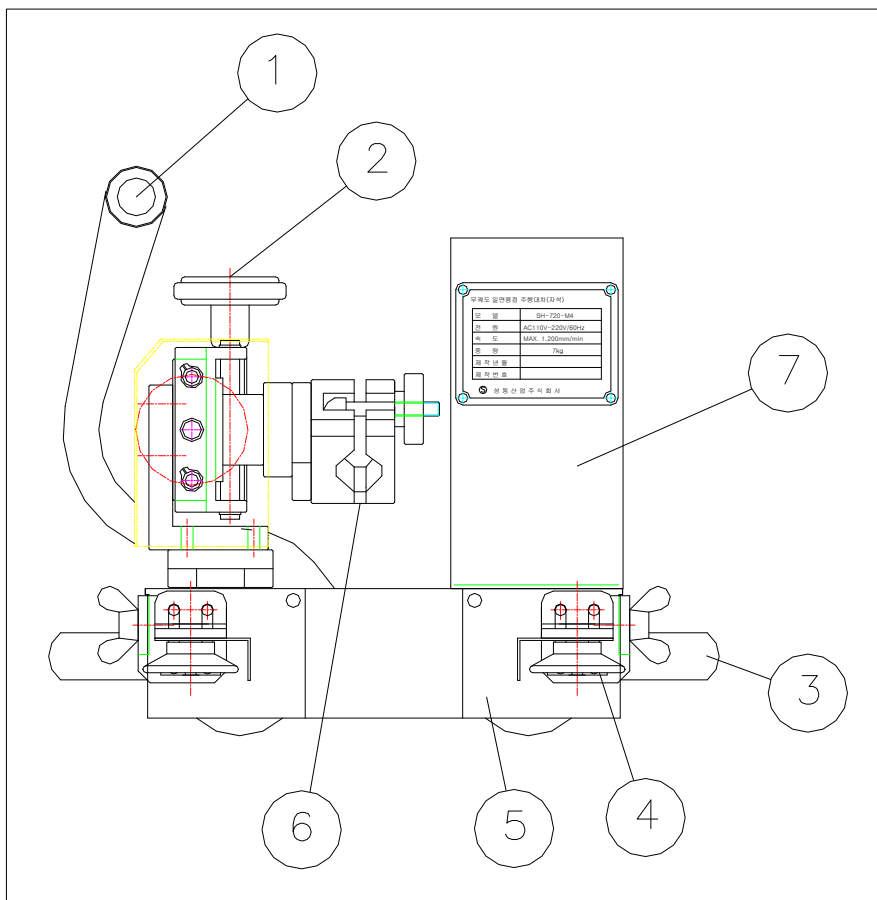 1
2
무궤도 일면용접 주행대차(자석)
모 델 SH-720-M4
전 원 AC110V-220V/60Hz
속 도 MAX. 1,200mm/min
중 량 7kg
제 작 년 월
제 작 번 호
성 동 산 업 주 식 회 사
7
3
4
5
6